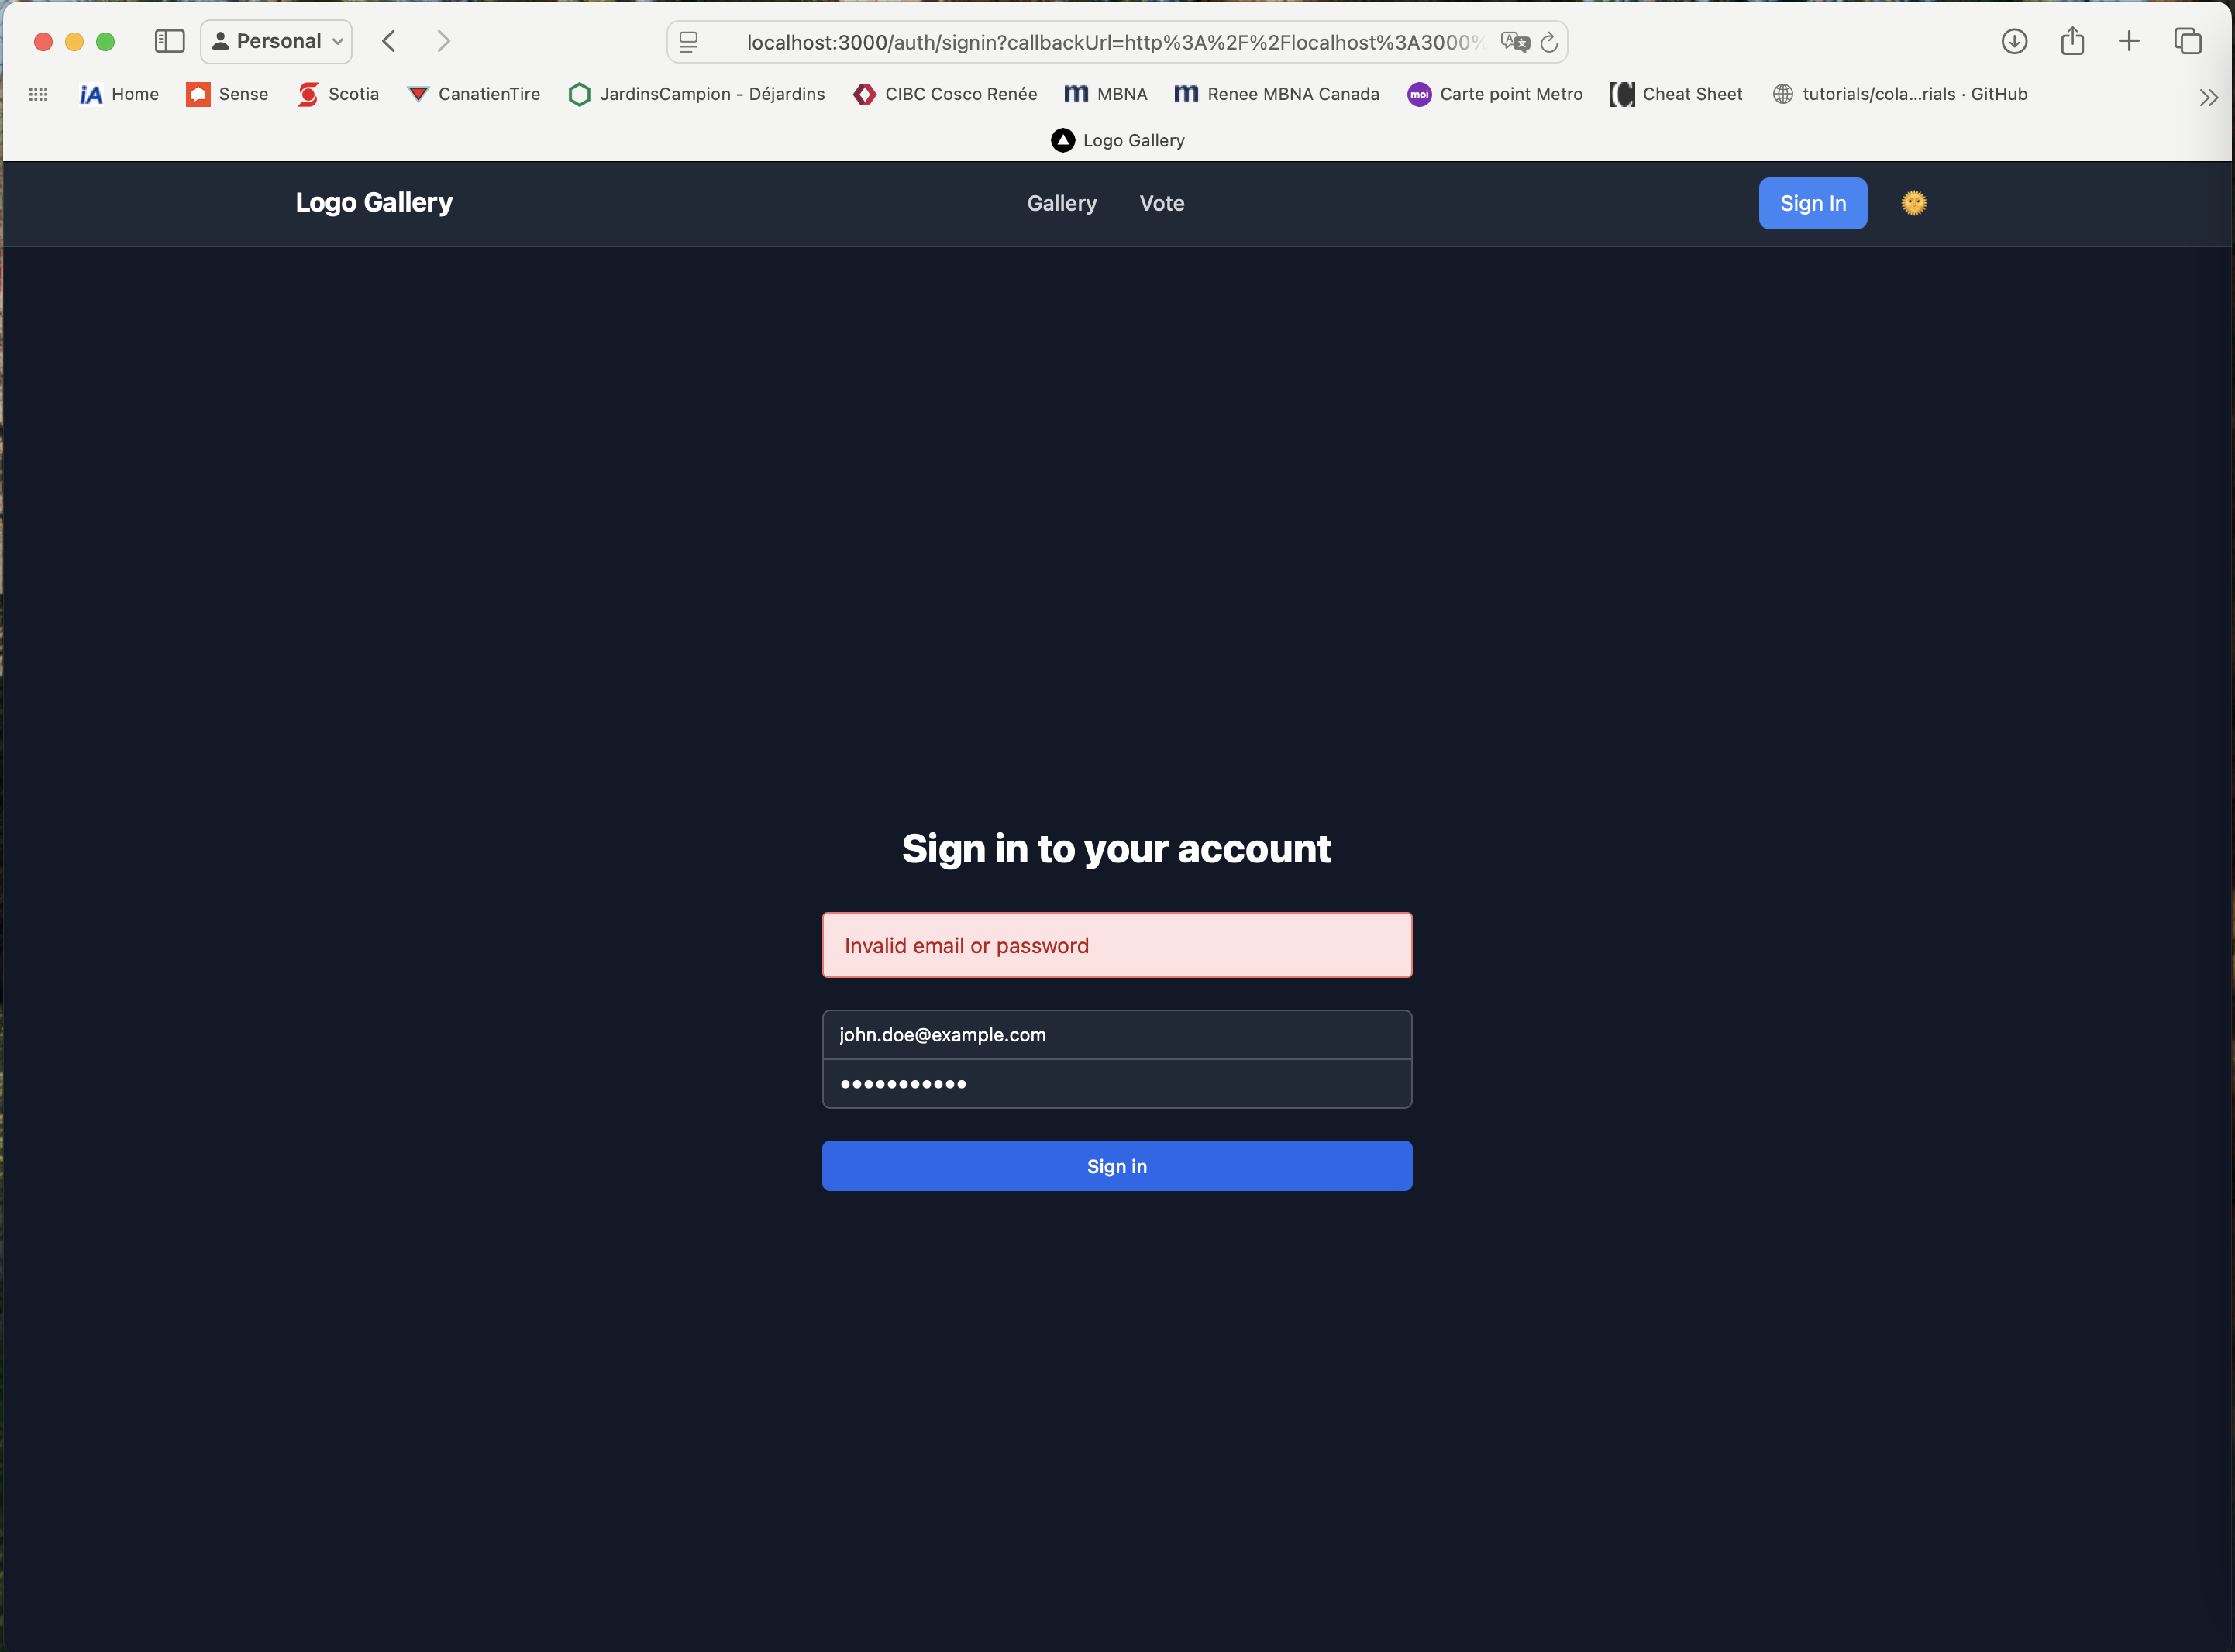 Personal
localhost:3000/auth/signin?callbackUrl=http%3A%2F%2Flocalhost%3A3000%
iA Home Sense Scotia CanatienTire JardinsCampion - Déjardins CIBC Cosco Renée m MBNA m Renee MBNA Canada moi Carte point Metro Cheat Sheet tutorials/cola...rials · GitHub
Logo Gallery
Logo Gallery Gallery Vote Sign In
Sign in to your account
Invalid email or password
john.doe@example.com
Sign in